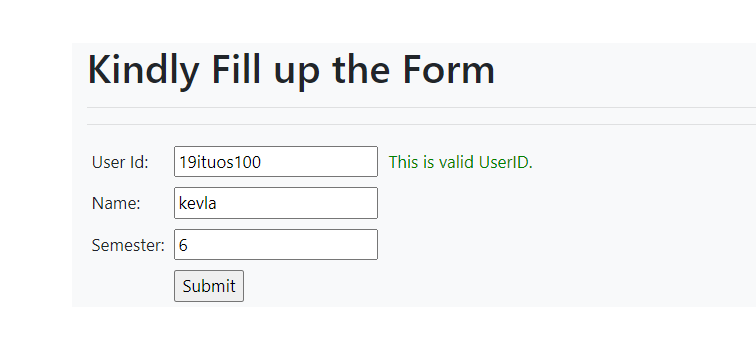 Kindly Fill up the Form
User Id: 19ituos100 This is valid UserID.
Name: kevla
Semester: 6
Submit